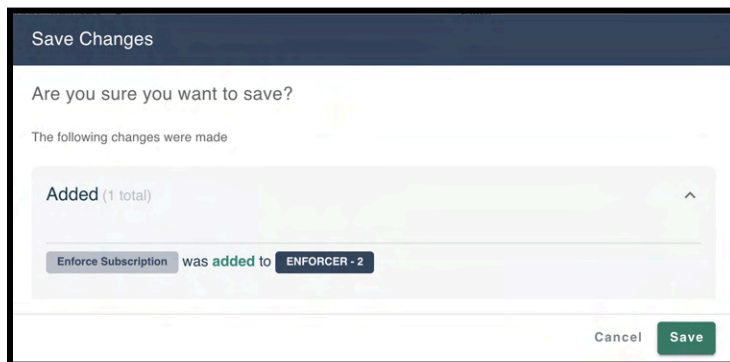 Save Changes
Are you sure you want to save?
The following changes were made
Added (1 total)
Enforce Subscription was added to ENFORCER - 2
Cancel Save